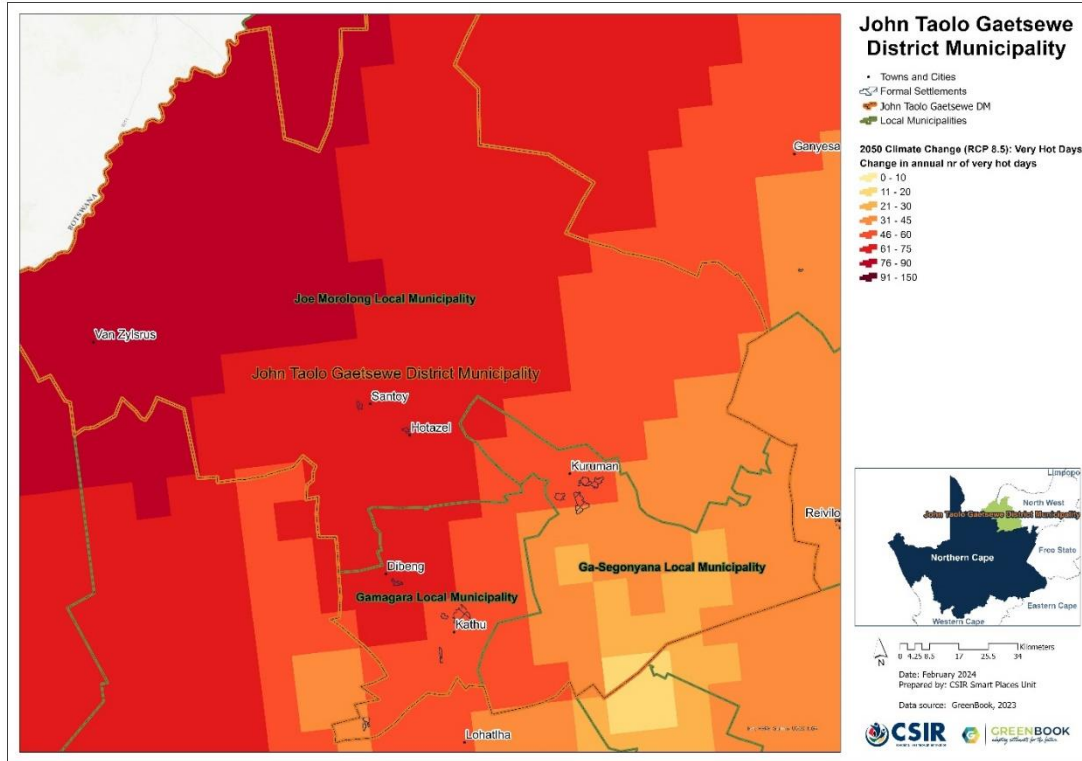 John Taolo Gaetsewe
District Municipality
Towns and Cities
Formal Settlements
John Taolo Gaetsewe DM
Local Municipalities
2050 Climate Change (RCP 8.5): Very Hot Days
Change in annual nr of very hot days
0 - 10
11 - 20
21 - 30
31 - 45
46 - 60
61 - 75
76 - 90
91 - 150
BOTSWANA
Ganyesa
Joe Morolong Local Municipality
Van Zylsrus
John Taolo Gaetsewe District Municipality
Santoy
Hotazel
Kuruman
Reivilo
Dibeng
Ga-Segonyana Local Municipality
Gamagara Local Municipality
Kathu
Lohatlha
Limpopo
North West
John Taolo Gaetsewe District Municipality
Northern Cape
Free State
Eastern Cape
Western Cape
N
Kilometers
0 4.25 8.5 17 25.5 34
Date: February 2024
Prepared by: CSIR Smart Places Unit
Data source: GreenBook, 2023
CSIR
GREENBOOK
adapting settlements for the future